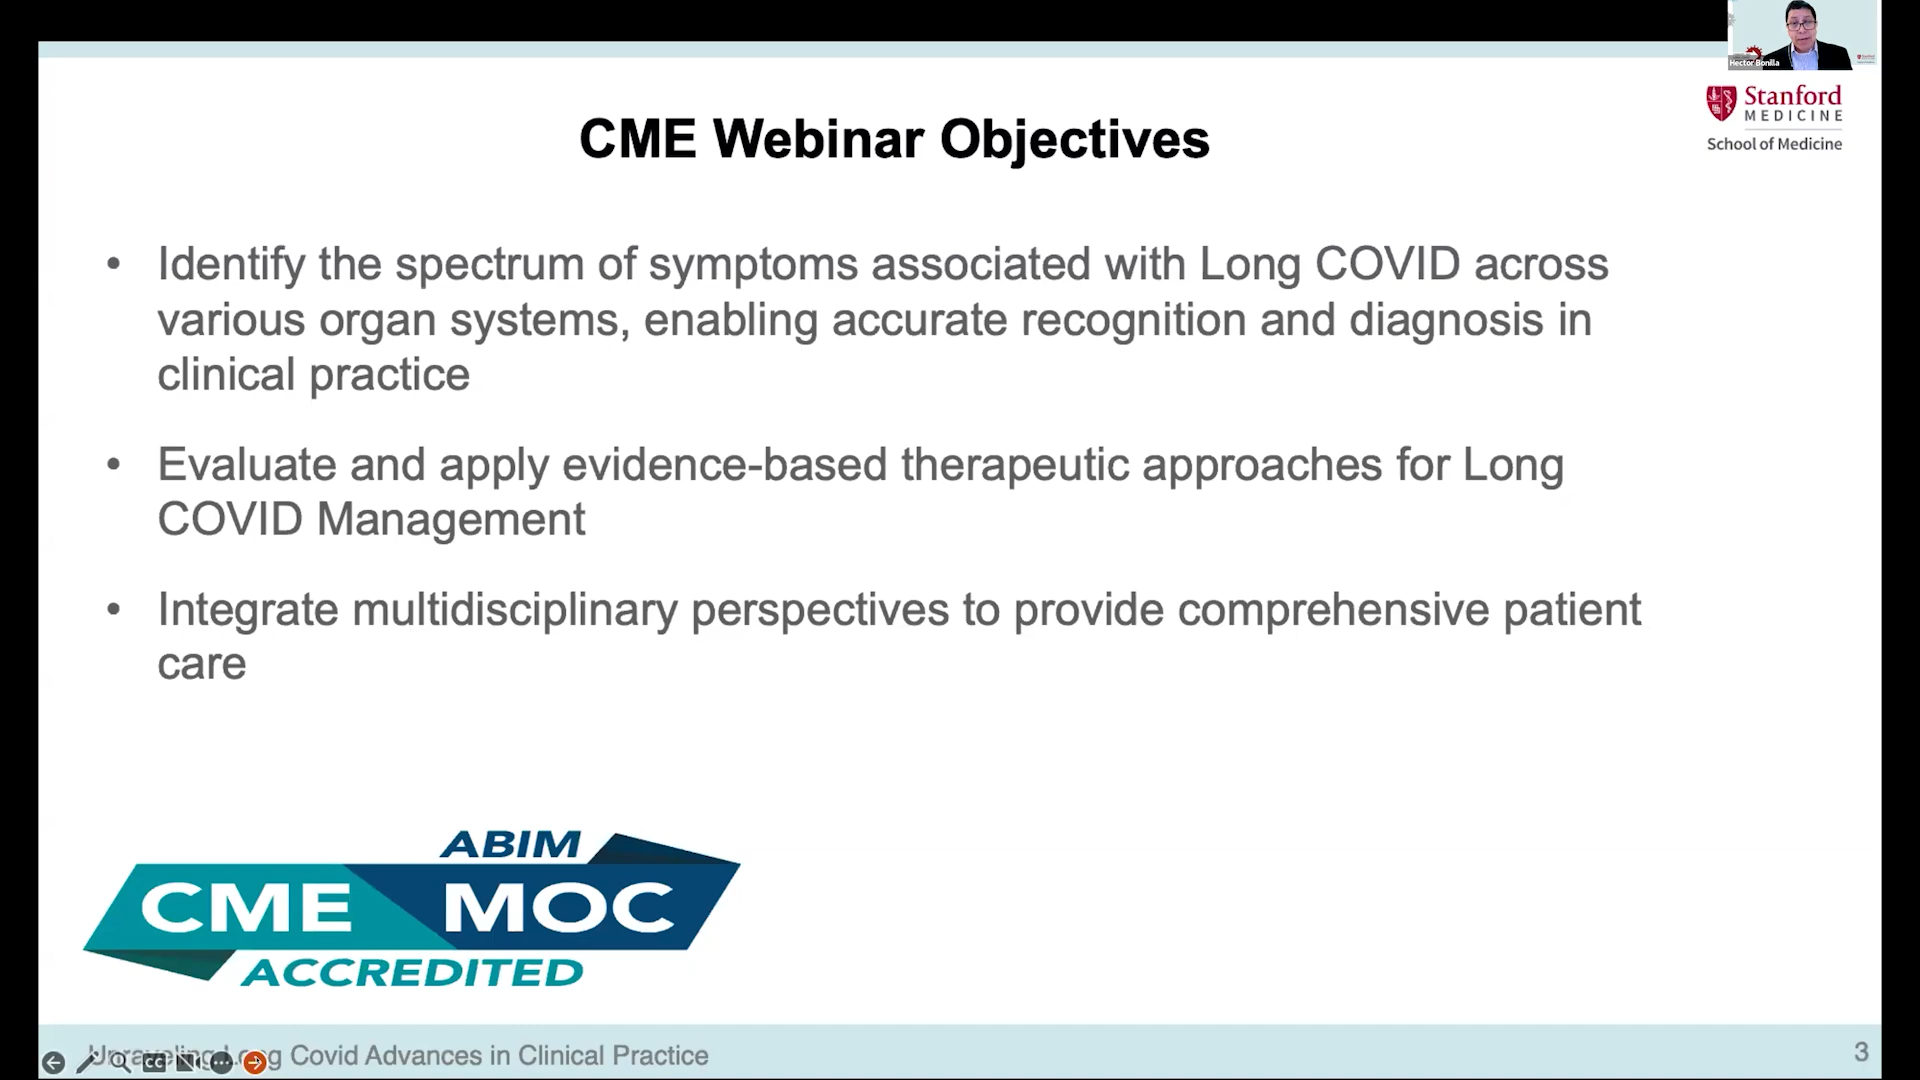 Hector Bonilla
Stanford
MEDICINE
School of Medicine
CME Webinar Objectives
• Identify the spectrum of symptoms associated with Long COVID across
various organ systems, enabling accurate recognition and diagnosis in
clinical practice
• Evaluate and apply evidence-based therapeutic approaches for Long
COVID Management
• Integrate multidisciplinary perspectives to provide comprehensive patient
care
ABIM
CME MOC
ACCREDITED
Unraveling Long Covid Advances in Clinical Practice
CC
3